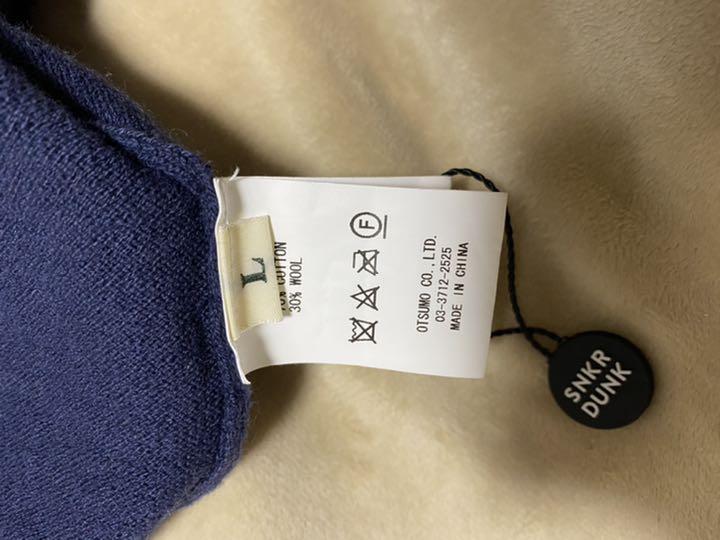 L
COTTON
30% WOOL
F
OTSUMO CO., LTD.
03-3712-2525
MADE IN CHINA
SNKR
DUNK